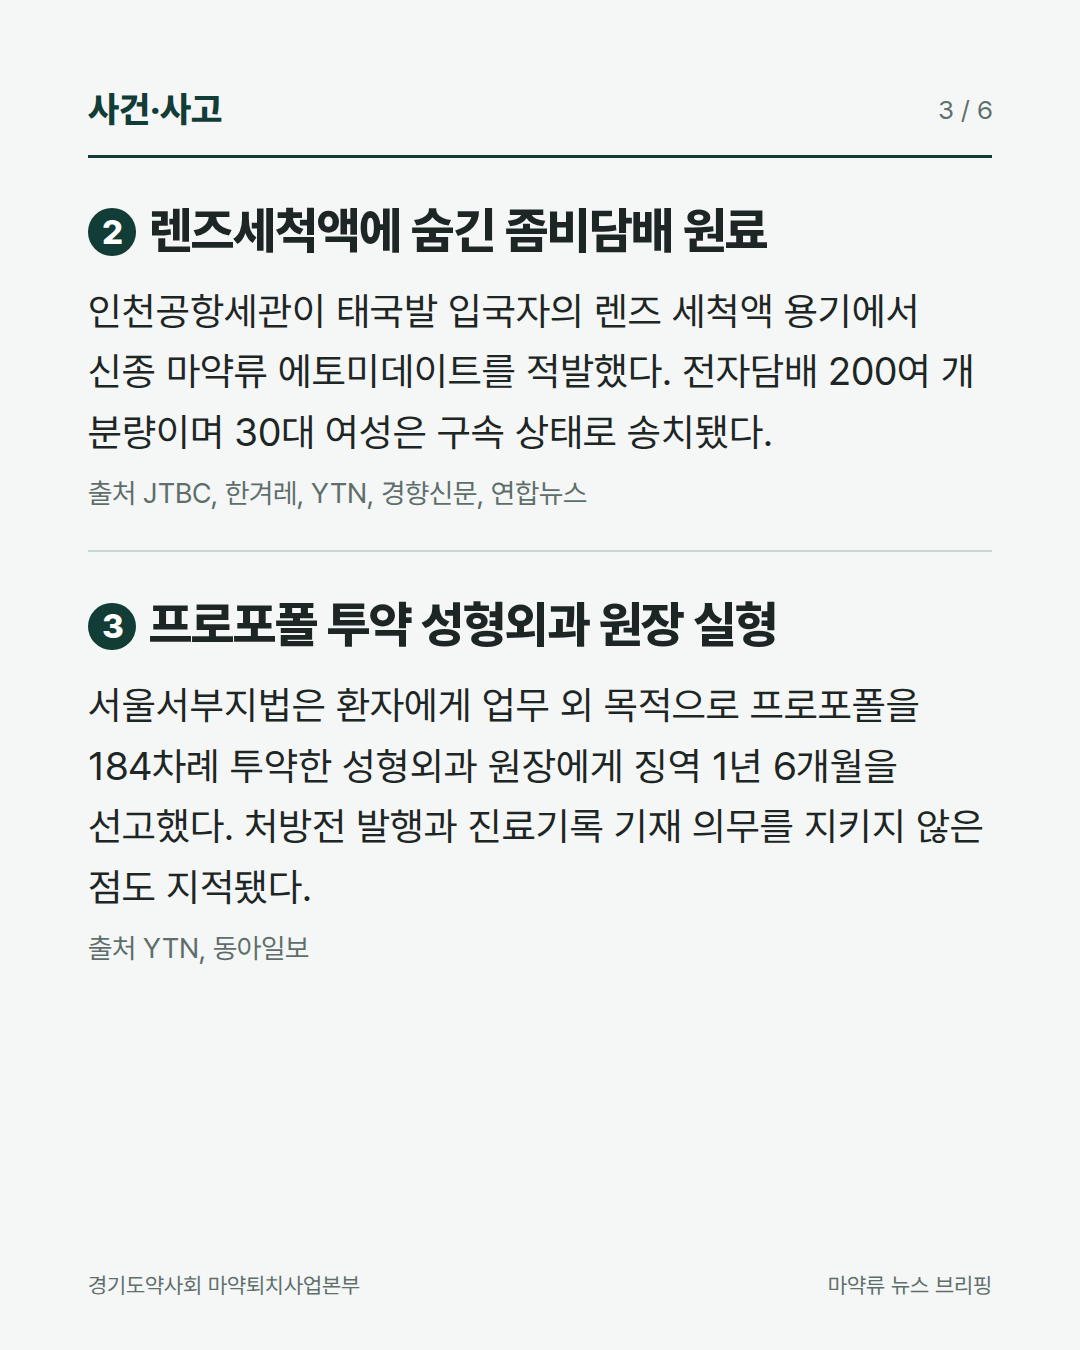 사건·사고
3 / 6
2 렌즈세척액에 숨긴 좀비담배 원료
인천공항세관이 태국발 입국자의 렌즈 세척액 용기에서
신종 마약류 에토미데이트를 적발했다. 전자담배 200여 개
분량이며 30대 여성은 구속 상태로 송치됐다.
출처 JTBC, 한겨레, YTN, 경향신문, 연합뉴스
3 프로포폴 투약 성형외과 원장 실형
서울서부지법은 환자에게 업무 외 목적으로 프로포폴을
184차례 투약한 성형외과 원장에게 징역 1년 6개월을
선고했다. 처방전 발행과 진료기록 기재 의무를 지키지 않은
점도 지적됐다.
출처 YTN, 동아일보
경기도약사회 마약퇴치사업본부
마약류 뉴스 브리핑